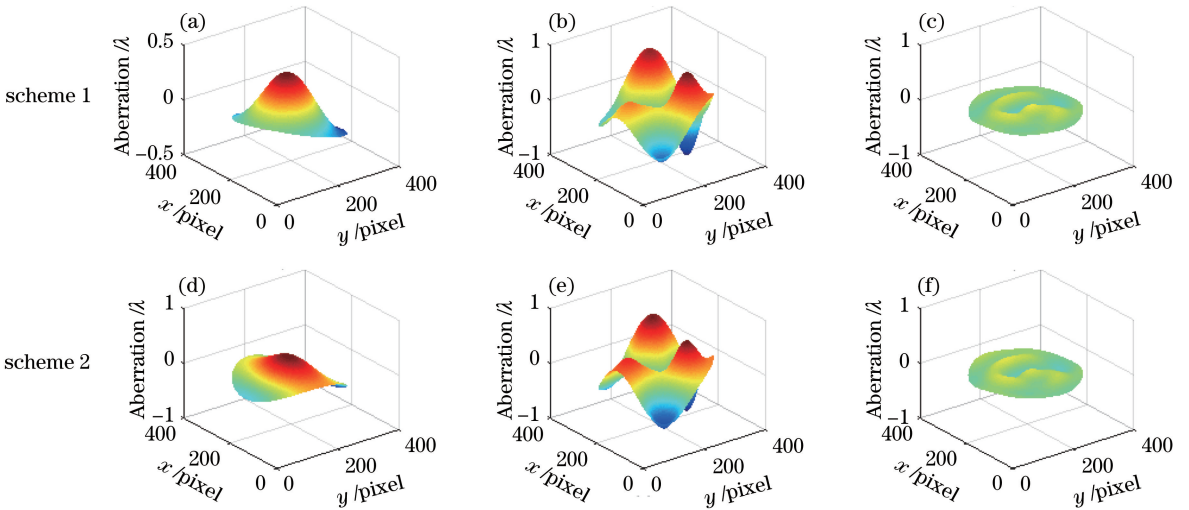 scheme 1
(a)
Aberration /λ
0.5
0
−0.5
400
200
0
x /pixel
0
200
400
y /pixel
(b)
Aberration /λ
1
0
−1
400
200
0
x /pixel
0
200
400
y /pixel
(c)
Aberration /λ
1
0
−1
400
200
0
x /pixel
0
200
400
y /pixel
scheme 2
(d)
Aberration /λ
1
0
−1
400
200
0
x /pixel
0
200
400
y /pixel
(e)
Aberration /λ
1
0
−1
400
200
0
x /pixel
0
200
400
y /pixel
(f)
Aberration /λ
1
0
−1
400
200
0
x /pixel
0
200
400
y /pixel